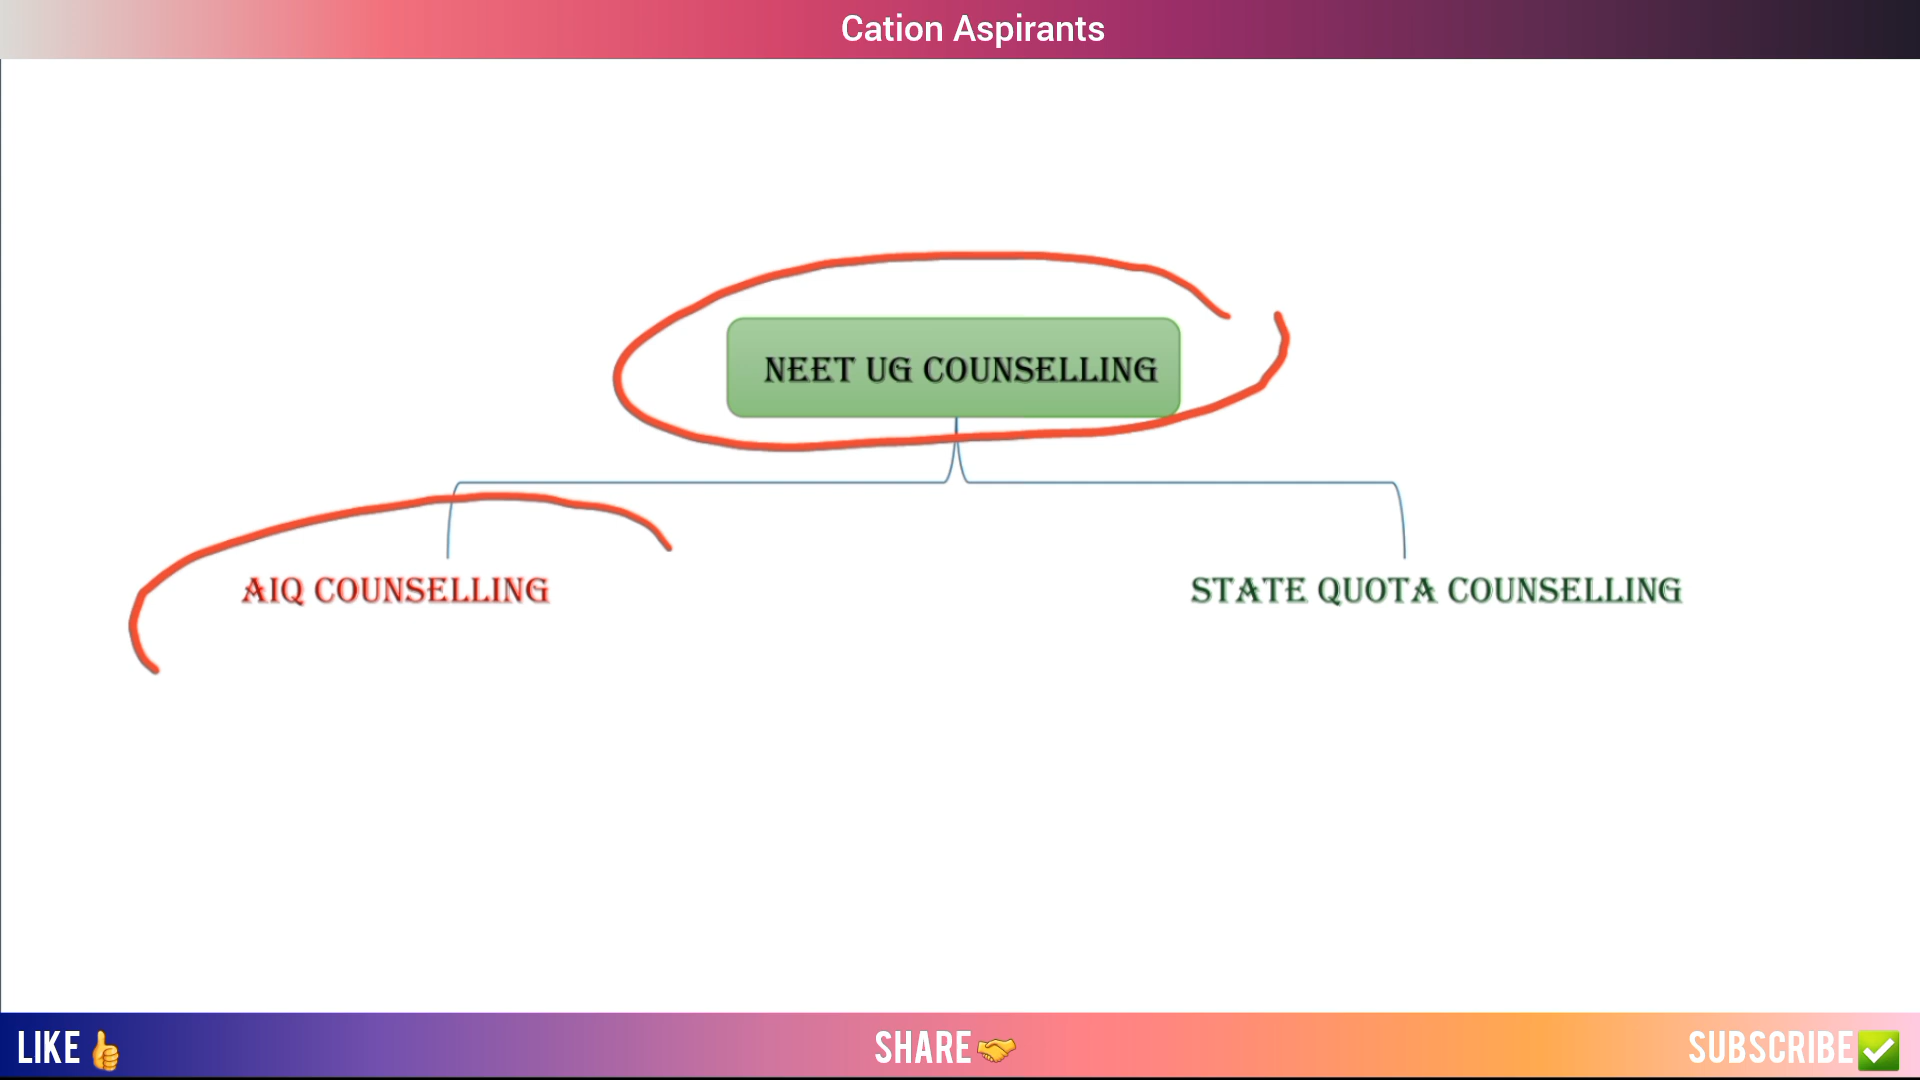 Cation Aspirants
NEET UG COUNSELLING
AIQ COUNSELLING
STATE QUOTA COUNSELLING
LIKE👍
SHARE🤝
SUBSCRIBE✅